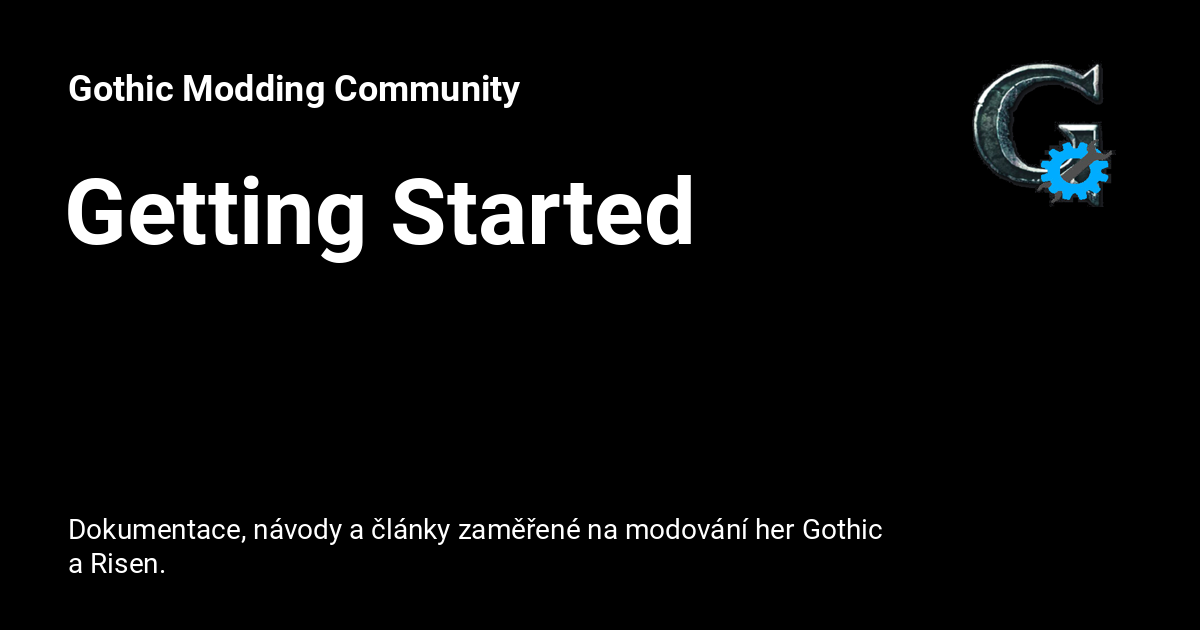 Gothic Modding Community
Getting Started
Dokumentace, návody a články zaměřené na modování her Gothic
a Risen.